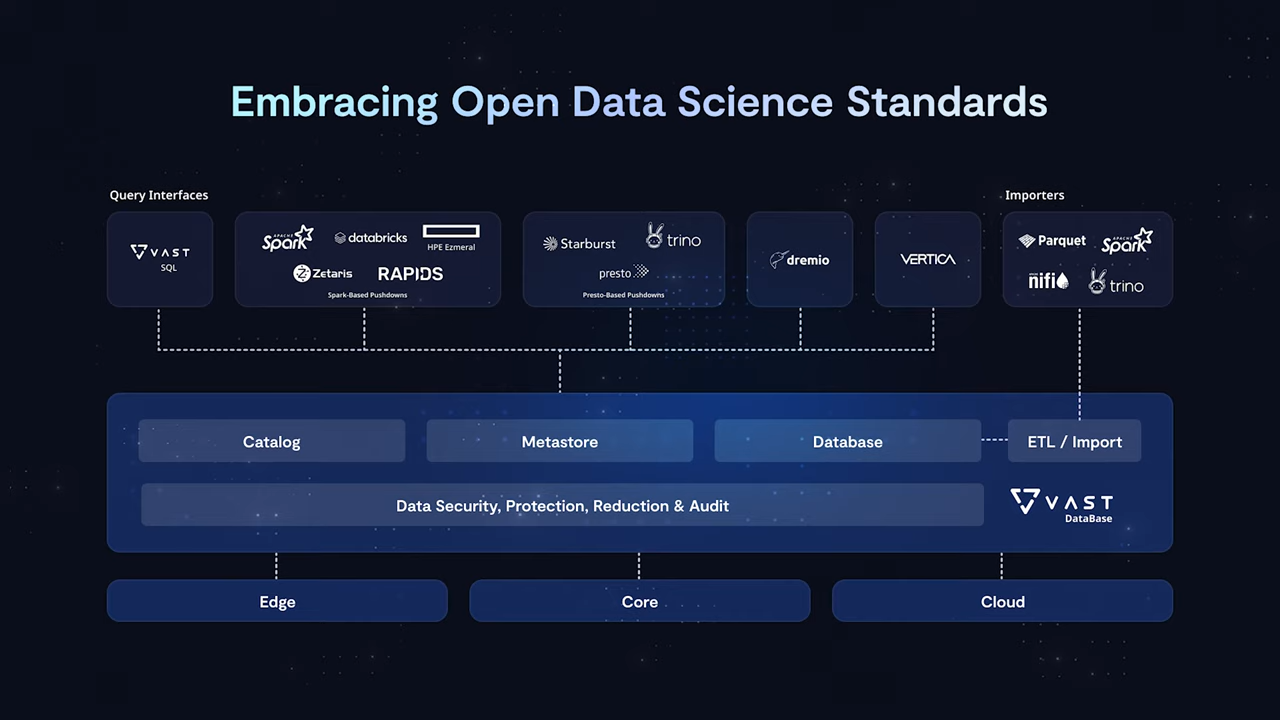 Embracing Open Data Science Standards
Query Interfaces
Importers
VAST
SQL
APACHE
Spark
databricks
HPE Ezmeral
Zetaris
RAPIDS
Spark-Based Pushdowns
Starburst
trino
presto
Presto-Based Pushdowns
dremio
VERTICA
Parquet
APACHE
Spark
nifi
trino
Catalog
Metastore
Database
ETL / Import
Data Security, Protection, Reduction & Audit
VAST
DataBase
Edge
Core
Cloud